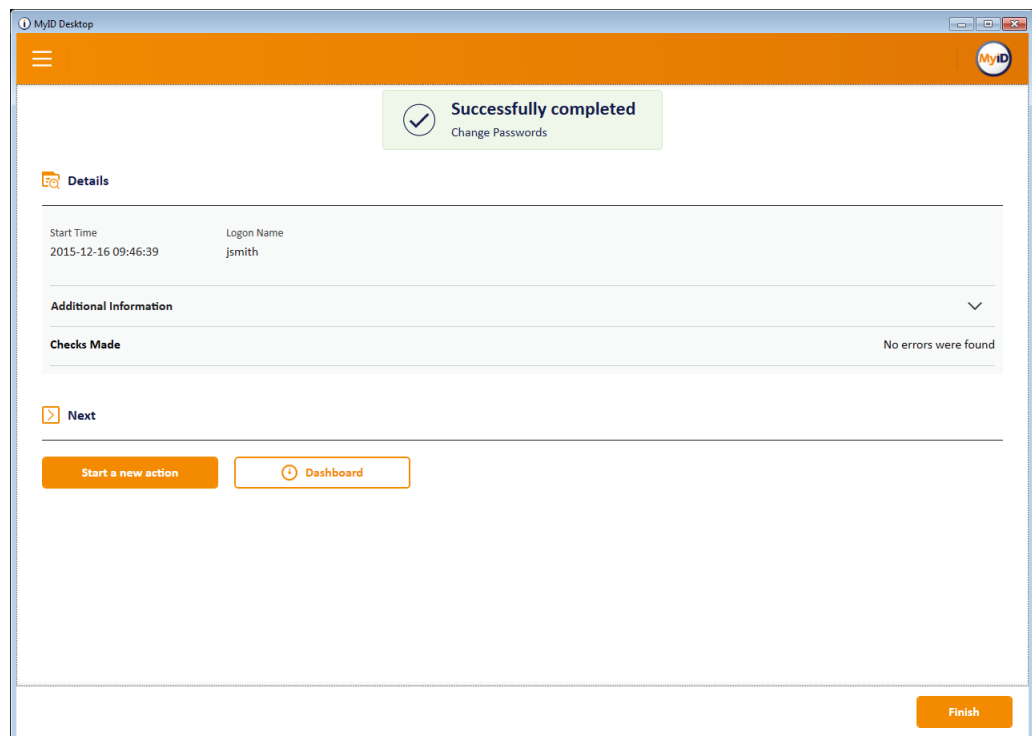 MyID Desktop
MyID
Successfully completed
Change Passwords
Details
Start Time
Logon Name
2015-12-16 09:46:39
jsmith
Additional Information
Checks Made
No errors were found
Next
Start a new action
Dashboard
Finish